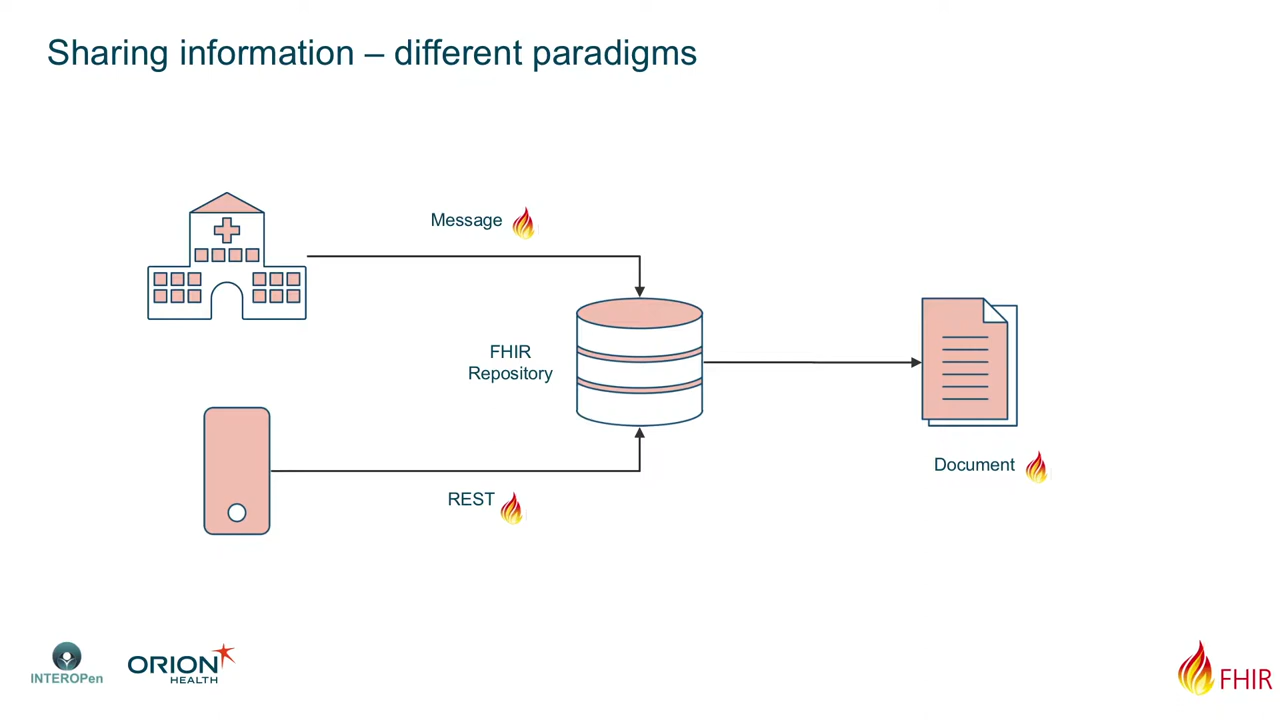 Sharing information – different paradigms
Message
FHIR
Repository
Document
REST
INTEROPen
ORION
HEALTH
FHIR